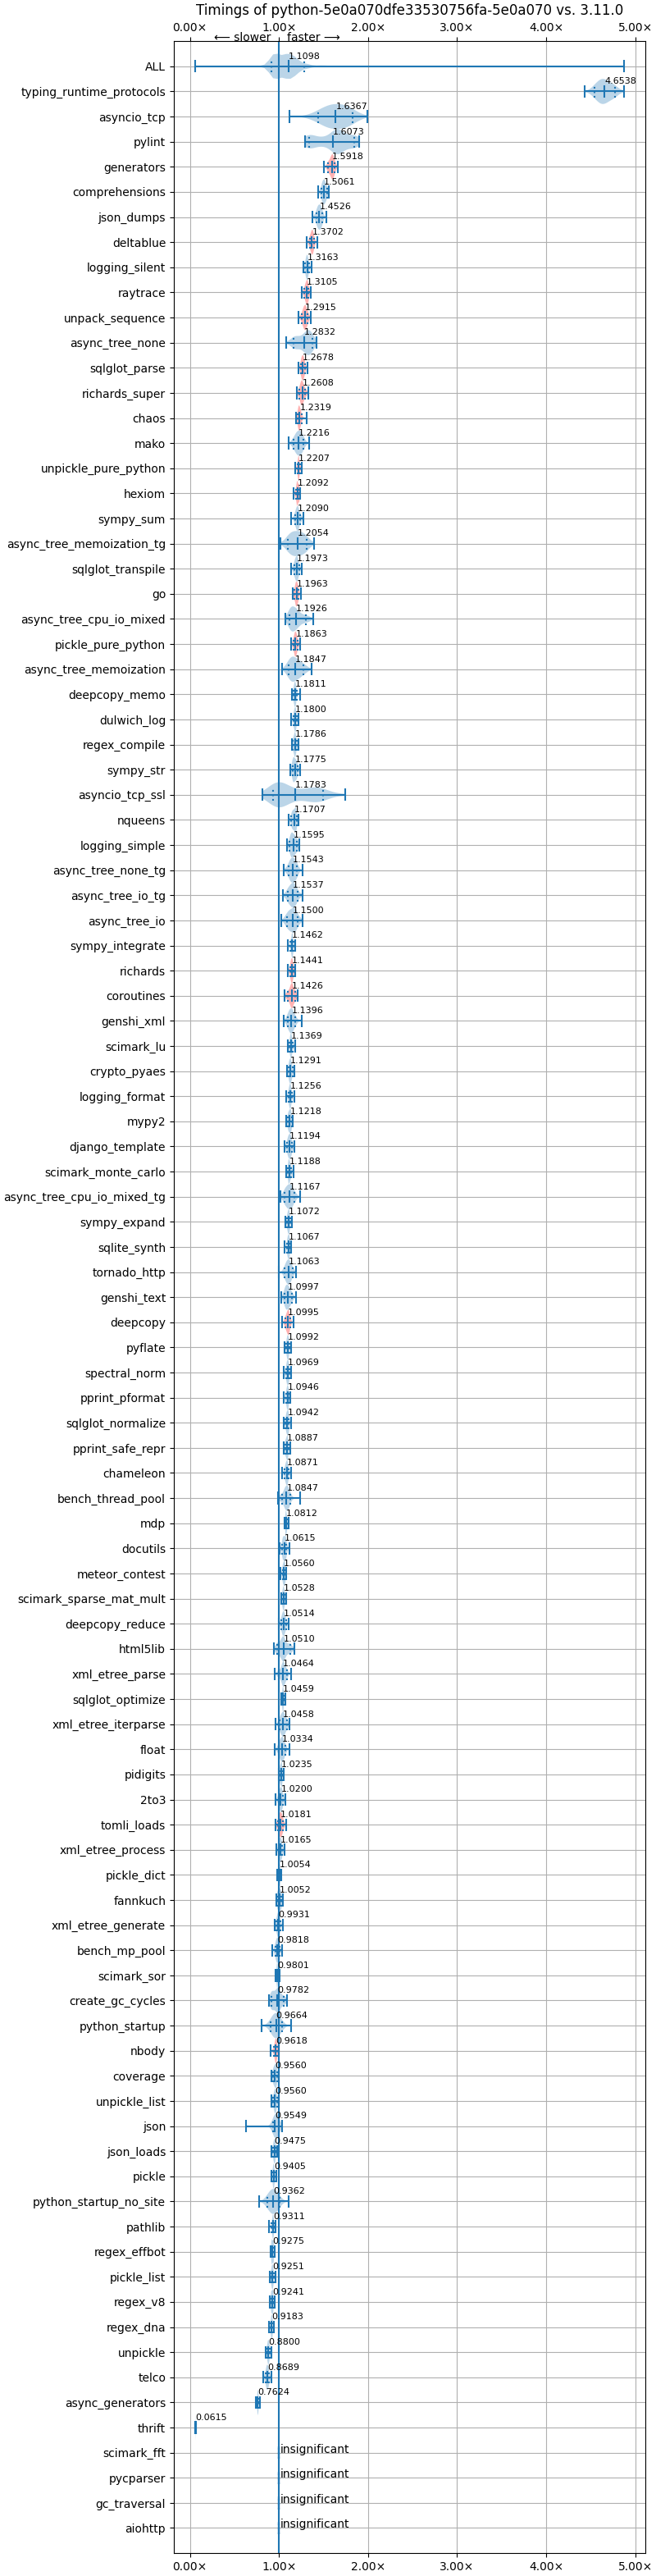 Timings of python-5e0a070dfe33530756fa-5e0a070 vs. 3.11.0
0.00× 1.00× 2.00× 3.00× 4.00× 5.00×
⟵ slower faster ⟶
ALL 1.1098
typing_runtime_protocols 4.6538
asyncio_tcp 1.6367
pylint 1.6073
generators 1.5918
comprehensions 1.5061
json_dumps 1.4526
deltablue 1.3702
logging_silent 1.3163
raytrace 1.3105
unpack_sequence 1.2915
async_tree_none 1.2832
sqlglot_parse 1.2678
richards_super 1.2608
chaos 1.2319
mako 1.2216
unpickle_pure_python 1.2207
hexiom 1.2092
sympy_sum 1.2090
async_tree_memoization_tg 1.2054
sqlglot_transpile 1.1973
go 1.1963
async_tree_cpu_io_mixed 1.1926
pickle_pure_python 1.1863
async_tree_memoization 1.1847
deepcopy_memo 1.1811
dulwich_log 1.1800
regex_compile 1.1786
sympy_str 1.1775
asyncio_tcp_ssl 1.1783
nqueens 1.1707
logging_simple 1.1595
async_tree_none_tg 1.1543
async_tree_io_tg 1.1537
async_tree_io 1.1500
sympy_integrate 1.1462
richards 1.1441
coroutines 1.1426
genshi_xml 1.1396
scimark_lu 1.1369
crypto_pyaes 1.1291
logging_format 1.1256
mypy2 1.1218
django_template 1.1194
scimark_monte_carlo 1.1188
async_tree_cpu_io_mixed_tg 1.1167
sympy_expand 1.1072
sqlite_synth 1.1067
tornado_http 1.1063
genshi_text 1.0997
deepcopy 1.0995
pyflate 1.0992
spectral_norm 1.0969
pprint_pformat 1.0946
sqlglot_normalize 1.0942
pprint_safe_repr 1.0887
chameleon 1.0871
bench_thread_pool 1.0847
mdp 1.0812
docutils 1.0615
meteor_contest 1.0560
scimark_sparse_mat_mult 1.0528
deepcopy_reduce 1.0514
html5lib 1.0510
xml_etree_parse 1.0464
sqlglot_optimize 1.0459
xml_etree_iterparse 1.0458
float 1.0334
pidigits 1.0235
2to3 1.0200
tomli_loads 1.0181
xml_etree_process 1.0165
pickle_dict 1.0054
fannkuch 1.0052
xml_etree_generate 0.9931
bench_mp_pool 0.9818
scimark_sor 0.9801
create_gc_cycles 0.9782
python_startup 0.9664
nbody 0.9618
coverage 0.9560
unpickle_list 0.9560
json 0.9549
json_loads 0.9475
pickle 0.9405
python_startup_no_site 0.9362
pathlib 0.9311
regex_effbot 0.9275
pickle_list 0.9251
regex_v8 0.9241
regex_dna 0.9183
unpickle 0.8800
telco 0.8689
async_generators 0.7624
thrift 0.0615
scimark_fft insignificant
pycparser insignificant
gc_traversal insignificant
aiohttp insignificant
0.00× 1.00× 2.00× 3.00× 4.00× 5.00×